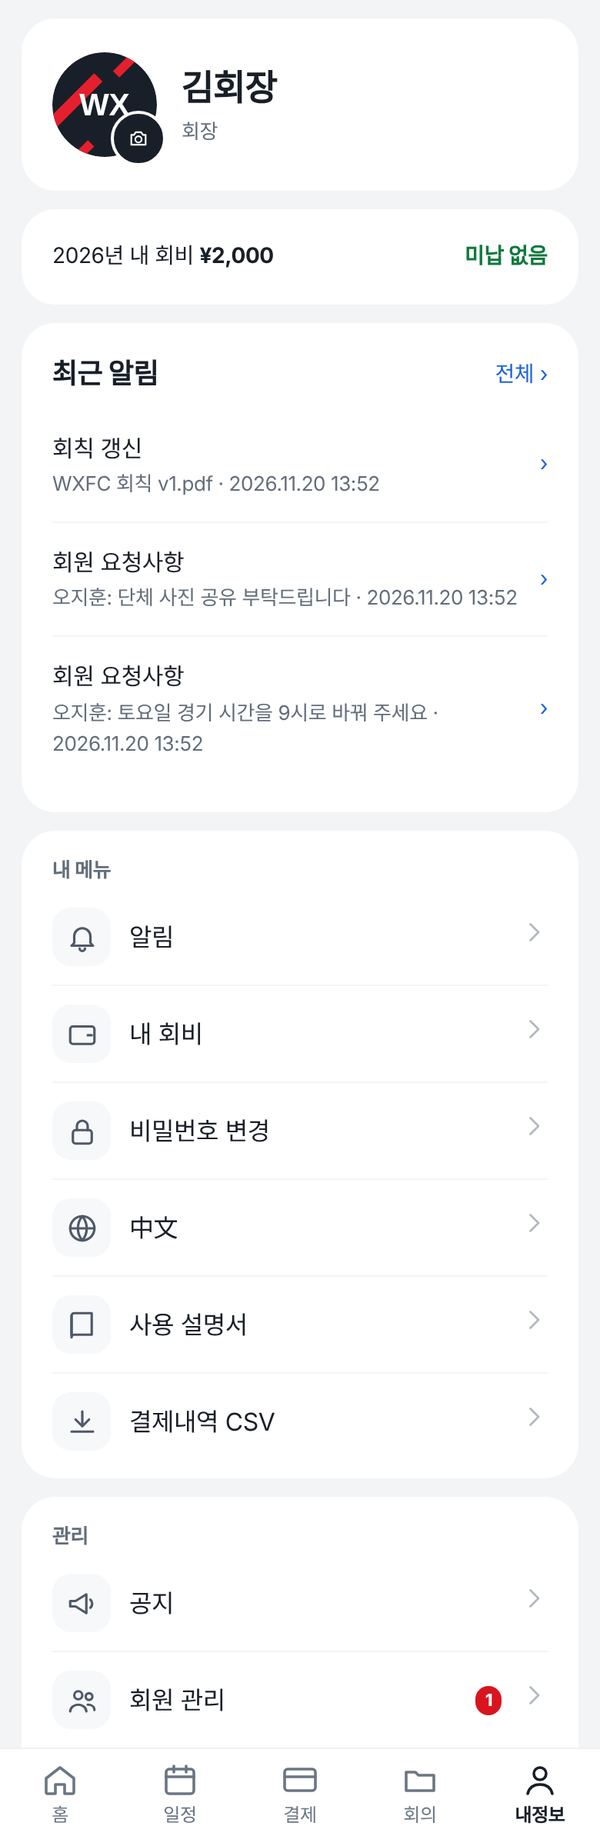 WX
김회장
회장
2026년 내 회비 ¥2,000
미납 없음
최근 알림
전체 ›
회칙 갱신
WXFC 회칙 v1.pdf · 2026.11.20 13:52
회원 요청사항
오지훈: 단체 사진 공유 부탁드립니다 · 2026.11.20 13:52
회원 요청사항
오지훈: 토요일 경기 시간을 9시로 바꿔 주세요 ·
2026.11.20 13:52
내 메뉴
알림
내 회비
비밀번호 변경
中文
사용 설명서
결제내역 CSV
관리
공지
회원 관리
1
홈
일정
결제
회의
내정보